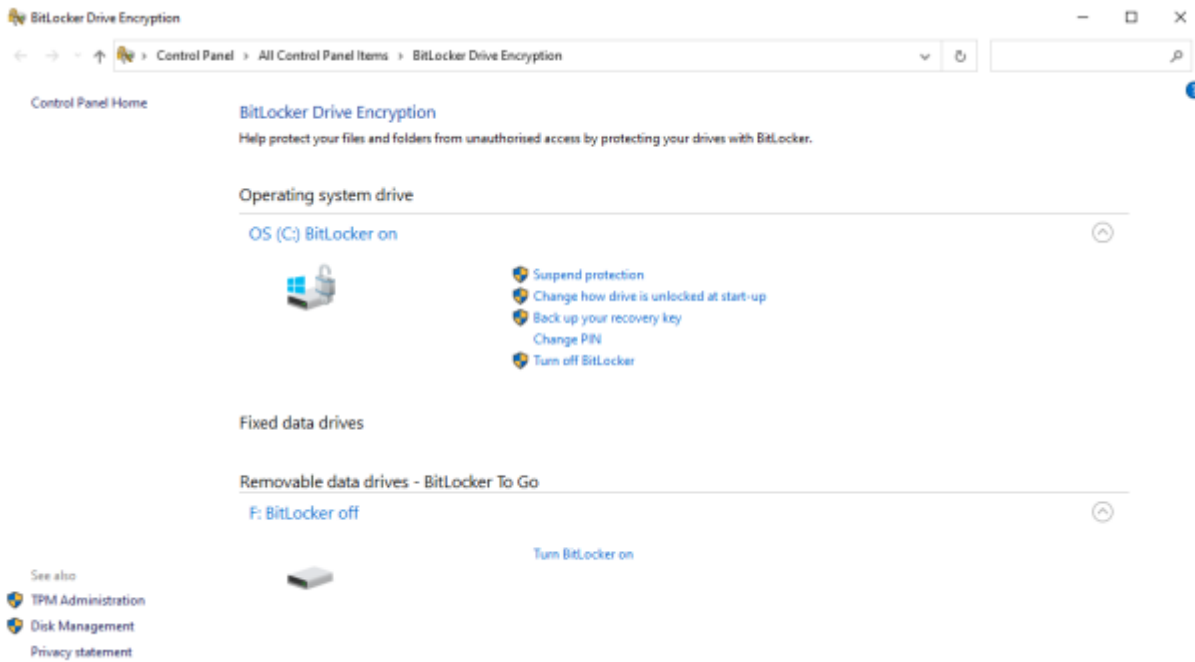 BitLocker Drive Encryption
Control Panel › All Control Panel Items › BitLocker Drive Encryption
Control Panel Home
BitLocker Drive Encryption
Help protect your files and folders from unauthorised access by protecting your drives with BitLocker.
Operating system drive
OS (C:) BitLocker on
Suspend protection
Change how drive is unlocked at start-up
Back up your recovery key
Change PIN
Turn off BitLocker
Fixed data drives
Removable data drives - BitLocker To Go
F: BitLocker off
Turn BitLocker on
See also
TPM Administration
Disk Management
Privacy statement